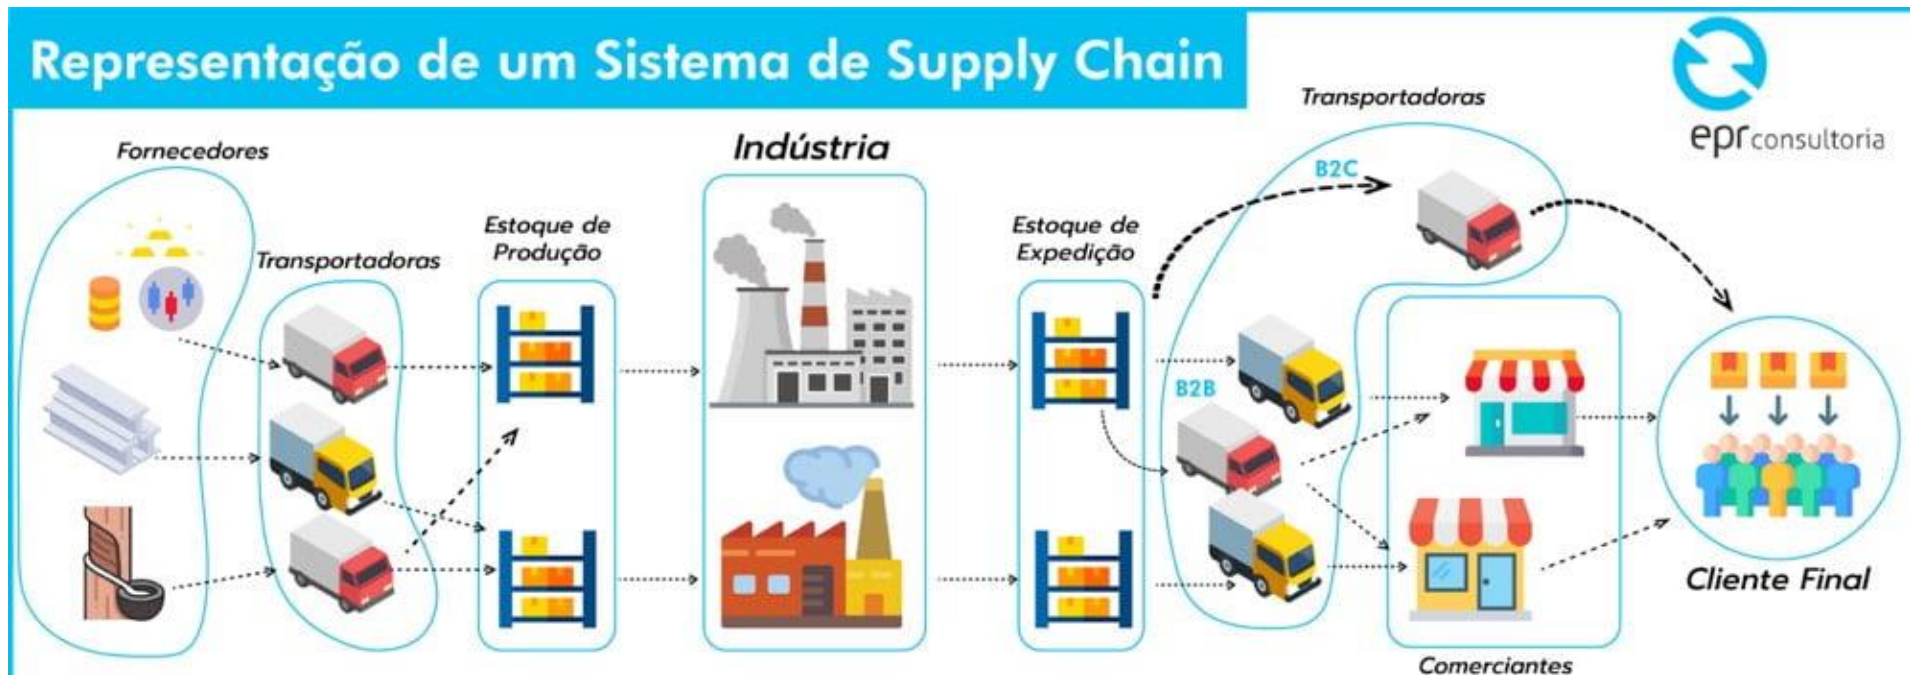 Representação de um Sistema de Supply Chain
epr consultoria
Fornecedores
Transportadoras
Estoque de
Produção
Indústria
Estoque de
Expedição
Transportadoras
B2C
B2B
Comerciantes
Cliente Final